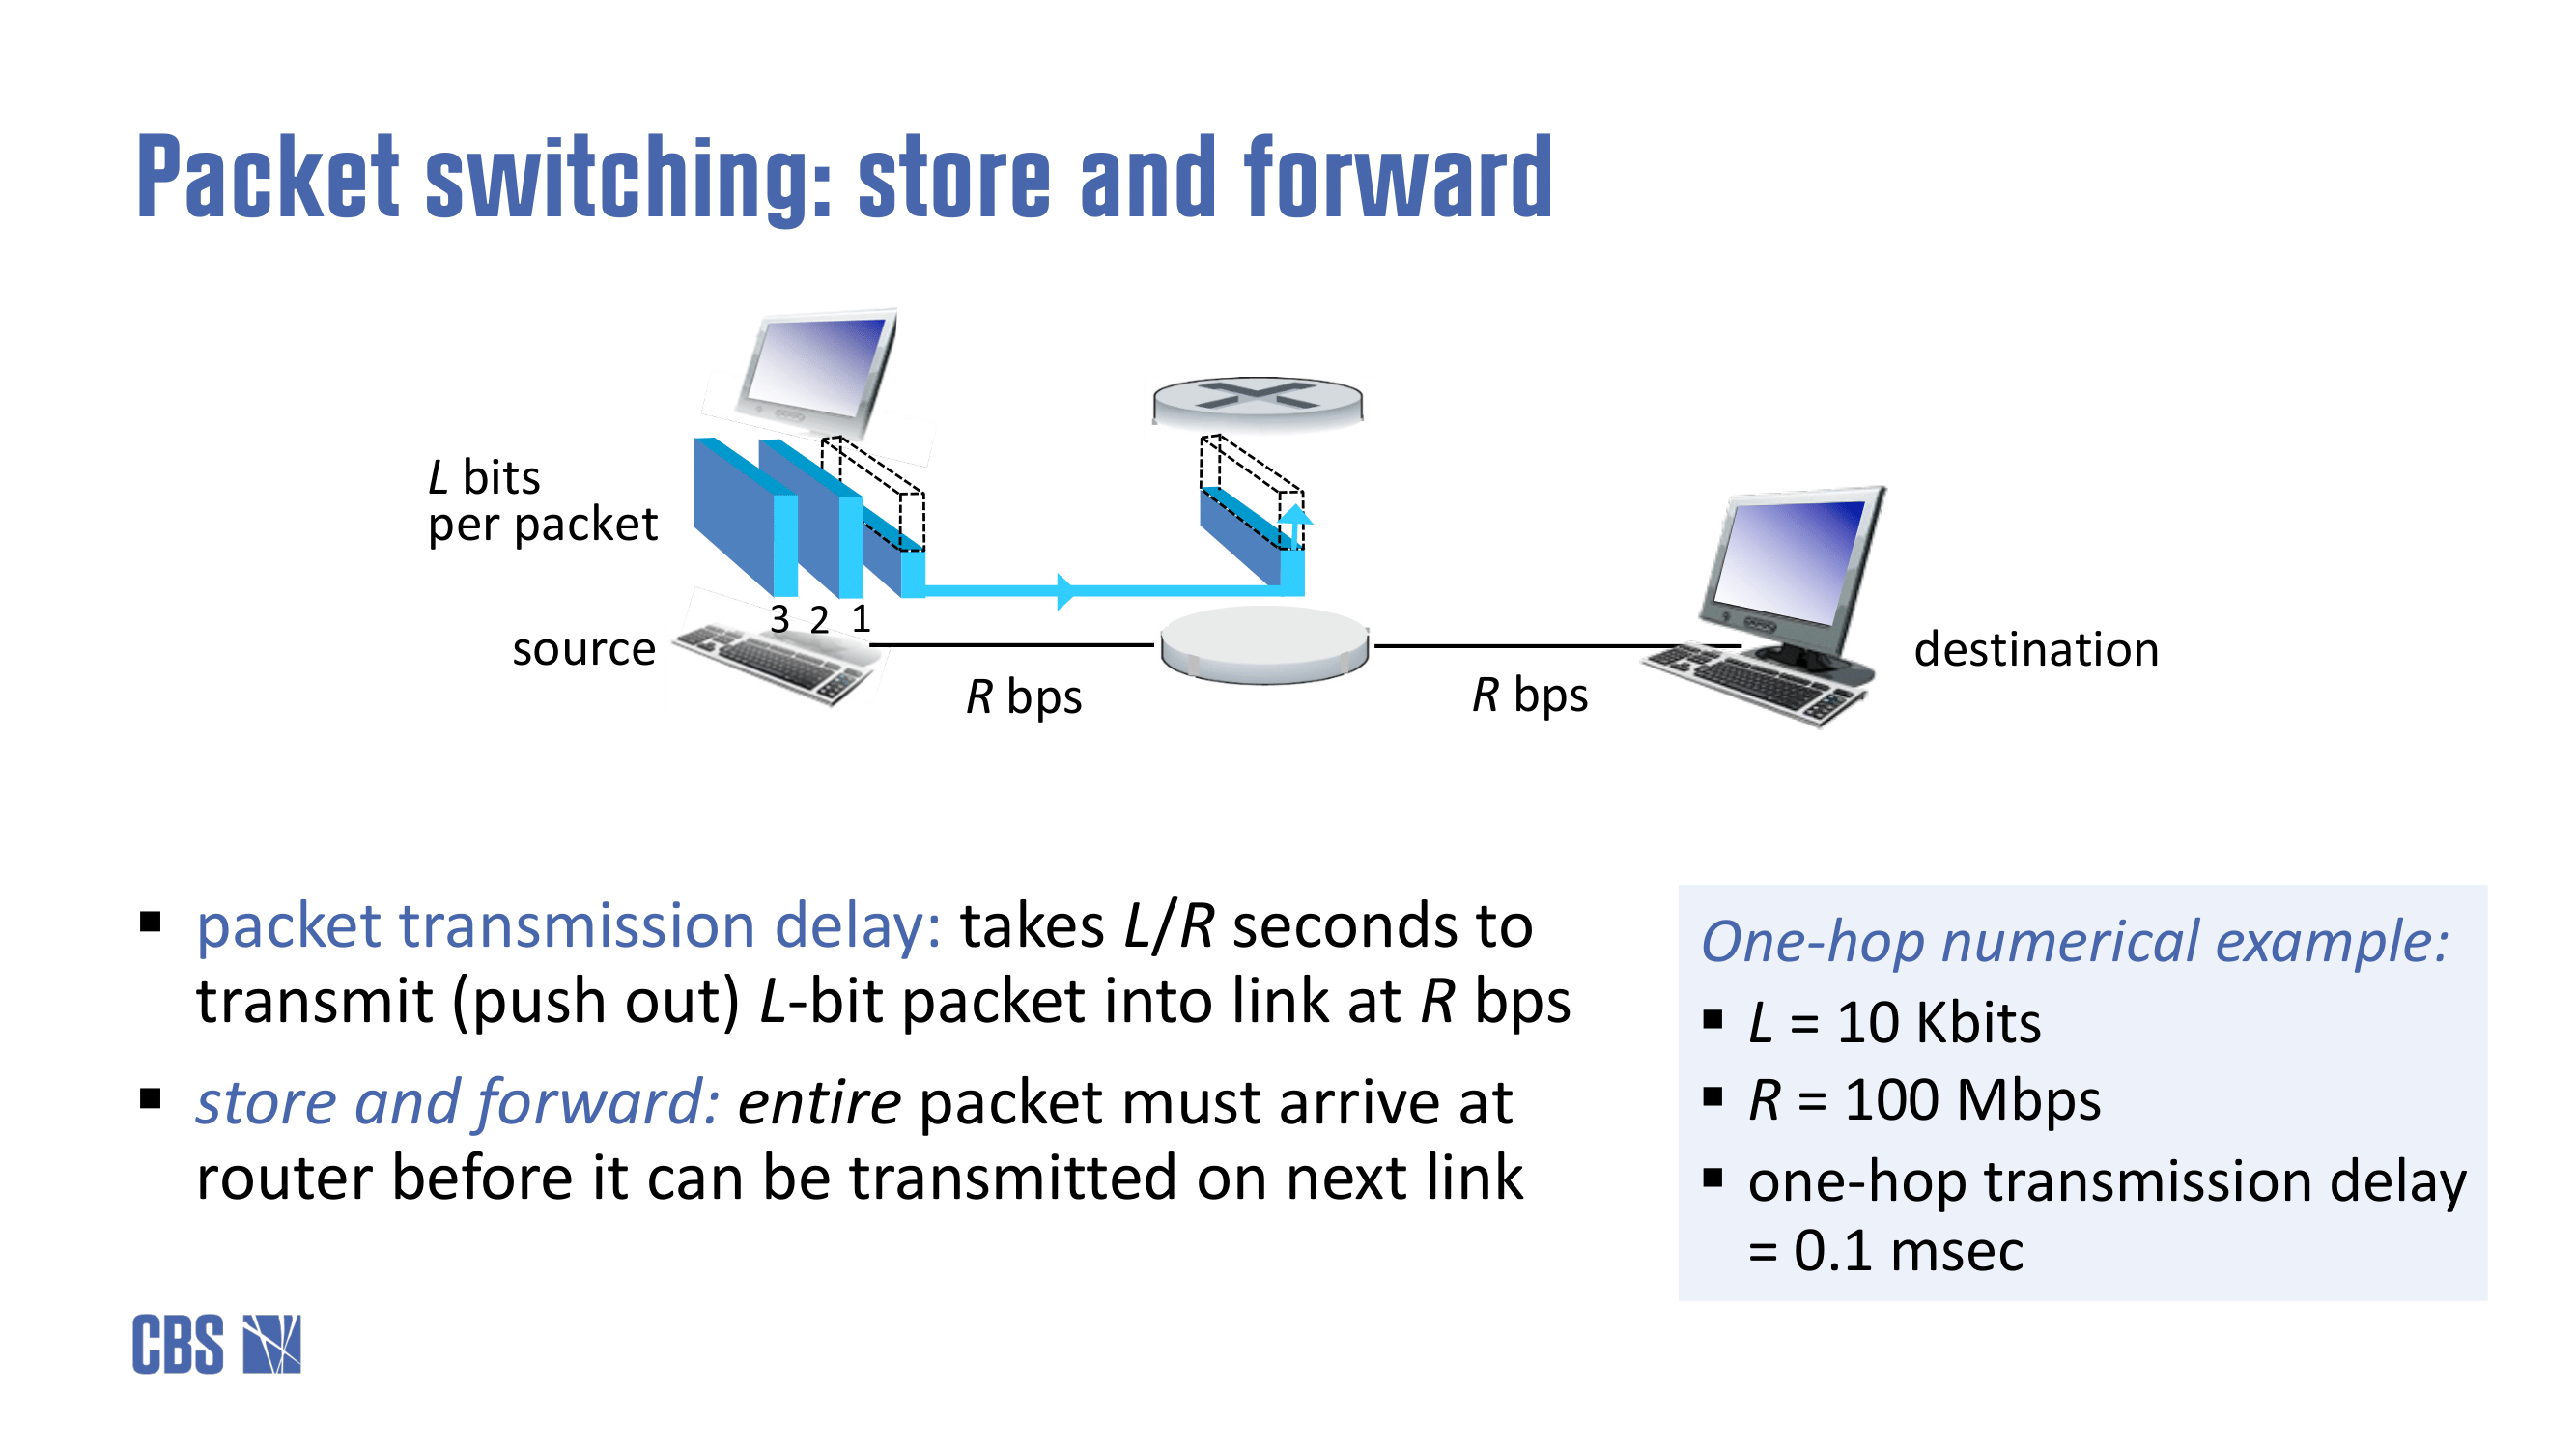 Packet switching: store and forward
L bits
per packet
3 2 1
source
R bps
R bps
destination
▪ packet transmission delay: takes L/R seconds to
transmit (push out) L-bit packet into link at R bps
▪ store and forward: entire packet must arrive at
router before it can be transmitted on next link
One-hop numerical example:
▪ L = 10 Kbits
▪ R = 100 Mbps
▪ one-hop transmission delay
= 0.1 msec
CBS